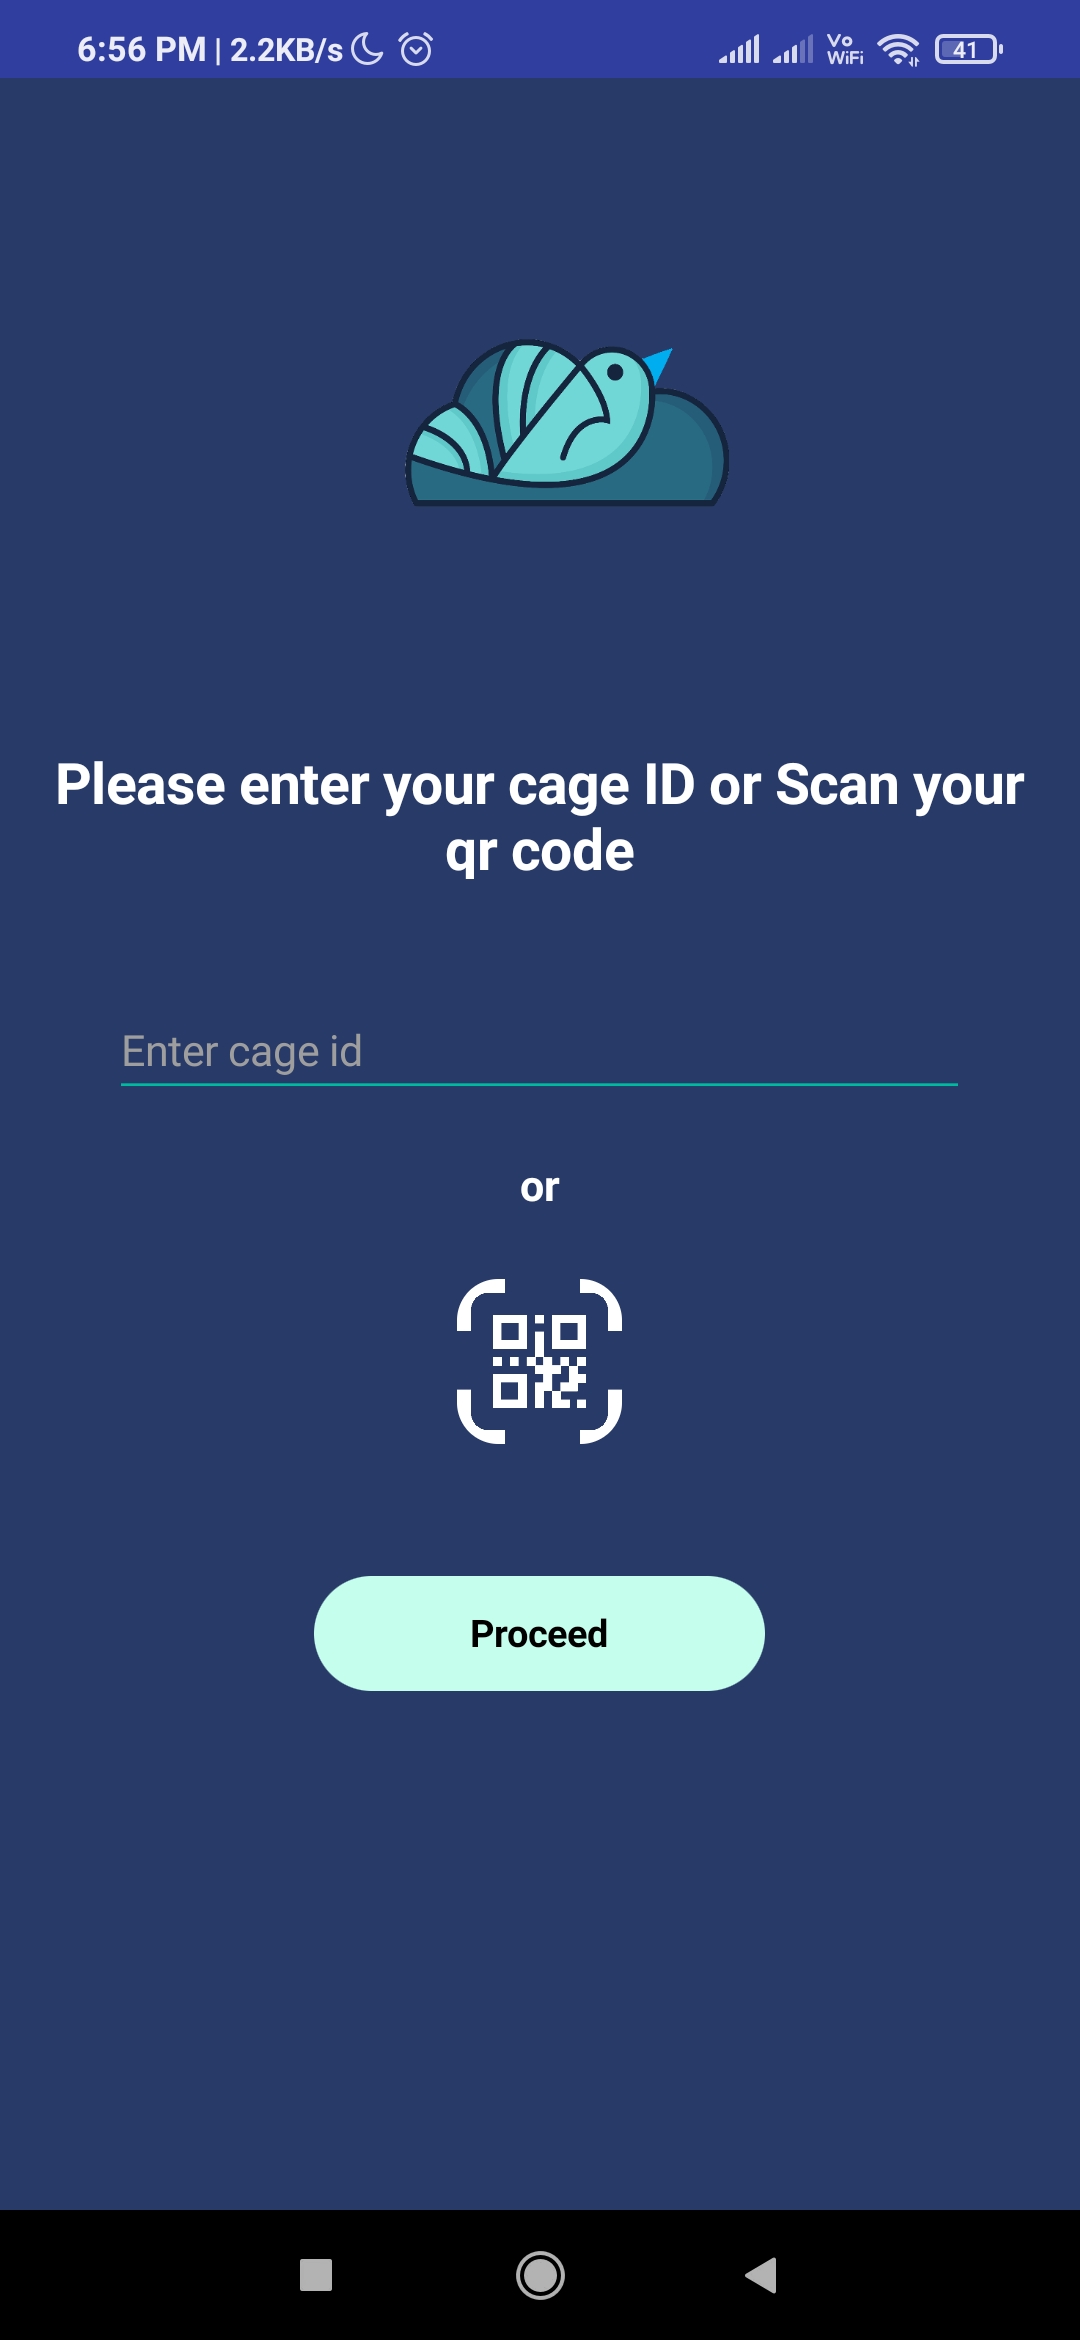 6:56 PM | 2.2KB/s Vo WiFi 41
Please enter your cage ID or Scan your
qr code
Enter cage id
or
Proceed